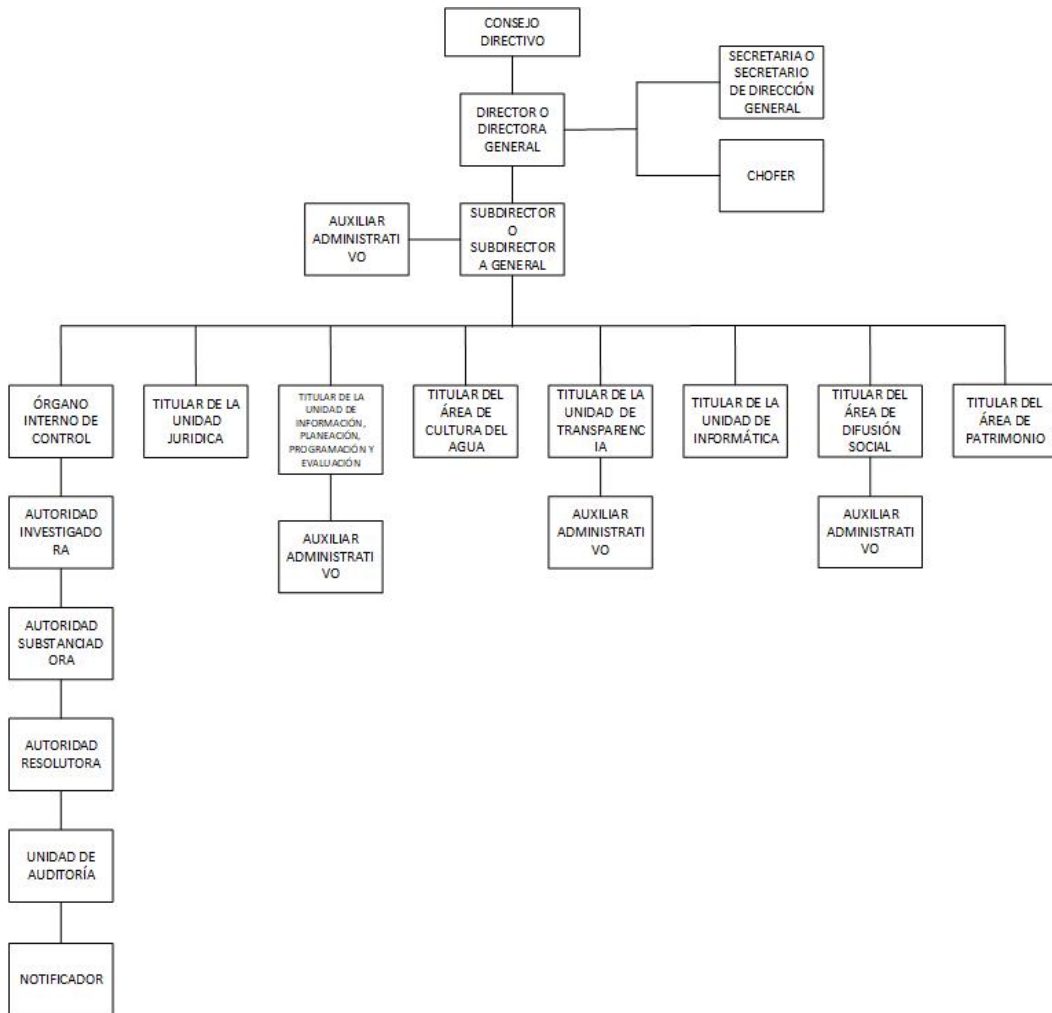 CONSEJO
DIRECTIVO
SECRETARIA O
SECRETARIO
DE DIRECCIÓN
GENERAL
DIRECTOR O
DIRECTORA
GENERAL
CHOFER
AUXILIAR
ADMINISTRATI
VO
SUBDIRECTOR
O
SUBDIRECTOR
A GENERAL
ÓRGANO
INTERNO DE
CONTROL
TITULAR DE LA
UNIDAD
JURIDICA
TITULAR DE LA
UNIDAD DE
INFORMACIÓN,
PLANEACIÓN,
PROGRAMACIÓN Y
EVALUACIÓN
TITULAR DEL
ÁREA DE
CULTURA DEL
AGUA
TITULAR DE LA
UNIDAD DE
TRANSPARENC
IA
TITULAR DE LA
UNIDAD DE
INFORMÁTICA
TITULAR DEL
ÁREA DE
DIFUSIÓN
SOCIAL
TITULAR DEL
ÁREA DE
PATRIMONIO
AUTORIDAD
INVESTIGADO
RA
AUXILIAR
ADMINISTRATI
VO
AUXILIAR
ADMINISTRATI
VO
AUXILIAR
ADMINISTRATI
VO
AUTORIDAD
SUBSTANCIAD
ORA
AUTORIDAD
RESOLUTORA
UNIDAD DE
AUDITORÍA
NOTIFICADOR